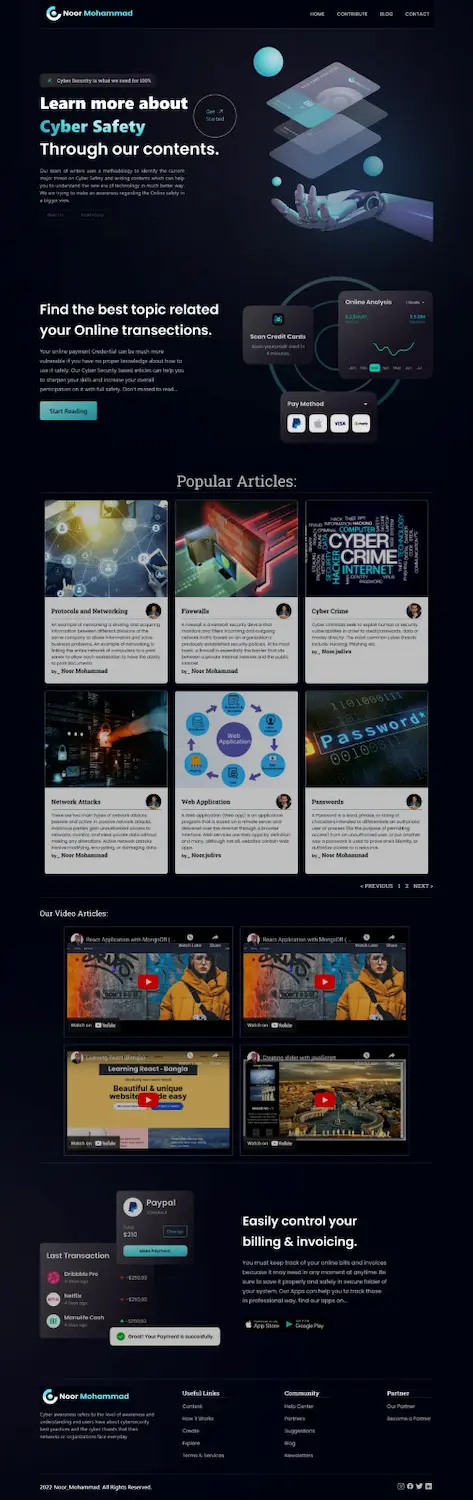 Noor Mohammad
HOME CONTRIBUTE BLOG CONTACT
Cyber Security is what we need for 100%
Learn more about
Cyber Safety
Through our contents.
Get
Started
Our team of writers uses a methodology to identify the current
major threat on Cyber Safety and writing contents which can help
you to understand the new era of technology in much better way.
We are trying to make an awareness regarding the Online safety in
a bigger view.
Find the best topic related
your Online transections.
Your online payment Credential can be much more
vulnerable if you have no proper knowledge about how to
use it safely. Our Cyber Security based articles can help you
to sharpen your skills and increase your overall
perticipation on it with full safety. Don't missed to read...
Start Reading
Scan Credit Cards
4 minutes.
Online Analysis
Pay Method
VISA
Popular Articles:
CYBER
CRIME
COMPUTER
INTERNET
HACKER
TECHNOLOGY
Protocols and Networking
An example of networking is sharing and acquiring
information between different divisions of the
same company to share information and solve
business problems. An example of networking is
linking the entire network of computers to a print
server to allow each workstation to have the ability
to print documents.
by_ Noor Mohammad
Firewalls
A Firewall is a network security device that
monitors and filters incoming and outgoing
network traffic based on an organization's
previously established security policies. At its most
basic, a firewall is essentially the barrier that sits
between a private internal network and the public
Internet.
by_ Noor Mohammad
Cyber Crime
Cyber criminals seek to exploit human or security
vulnerabilities in order to steal passwords, data or
money directly. The most common cyber threats
include: Hacking, Phishing etc.
by_ Noor.judivs
Web
Application
Password*
Network Attacks
There are two main types of network attacks:
passive and active. In passive network attacks,
malicious parties gain unauthorized access to
networks, monitor, and steal private data without
making any alterations. Active network attacks
involve modifying, encrypting, or damaging data.
by_ Noor Mohammad
Web Application
A Web application (Web app) is an application
program that is stored on a remote server and
delivered over the Internet through a browser
interface. Web services are Web apps by definition
and many, although not all, websites contain Web
apps.
by_ Noor.judivs
Passwords
A Password is a word, phrase, or string of
characters intended to differentiate an authorized
user or process (for the purpose of permitting
access) from an unauthorized user, or put another
way a password is used to prove one's identity, or
authorize access to a resource.
by_ Noor Mohammad
< PREVIOUS 1 2 NEXT >
Our Video Articles:
React Application with MongoDB (...
Watch Later Share
Watch on YouTube
React Application with MongoDB (...
Watch Later Share
Watch on YouTube
Learning React (Bangla)
Learning React - Bangla
Beautiful & unique
website made easy
Watch on YouTube
Creating slider with JavaScript
Watch on YouTube
Paypal
Total
$210
Change
Make Payment
Last Transaction
Dribbble Pro
-$250,00
Netflix
4 Days ago
-$250,00
Manulife Cash
-$250,00
Great! Your Payment is succesfully.
Easily control your
billing & invoicing.
You must keep track of your online bills and invoices
because it may need in any moment of anytime. Be
sure to save it properly and safely in secure folder of
your system. Our Apps can help you to track those
in professional way. find our apps on...
App Store
Google Play
Noor Mohammad
Cyber awareness refers to the level of awareness and
understanding end users have about cybersecurity
best practices and the cyber threats that their
networks or organizations face everyday
Useful Links
Content
How it Works
Create
Explore
Terms & Services
Community
Help Center
Partners
Suggestions
Blog
Newsletters
Partner
Our Partner
Become a Partner
2022 Noor_Mohammad. All Rights Reserved.